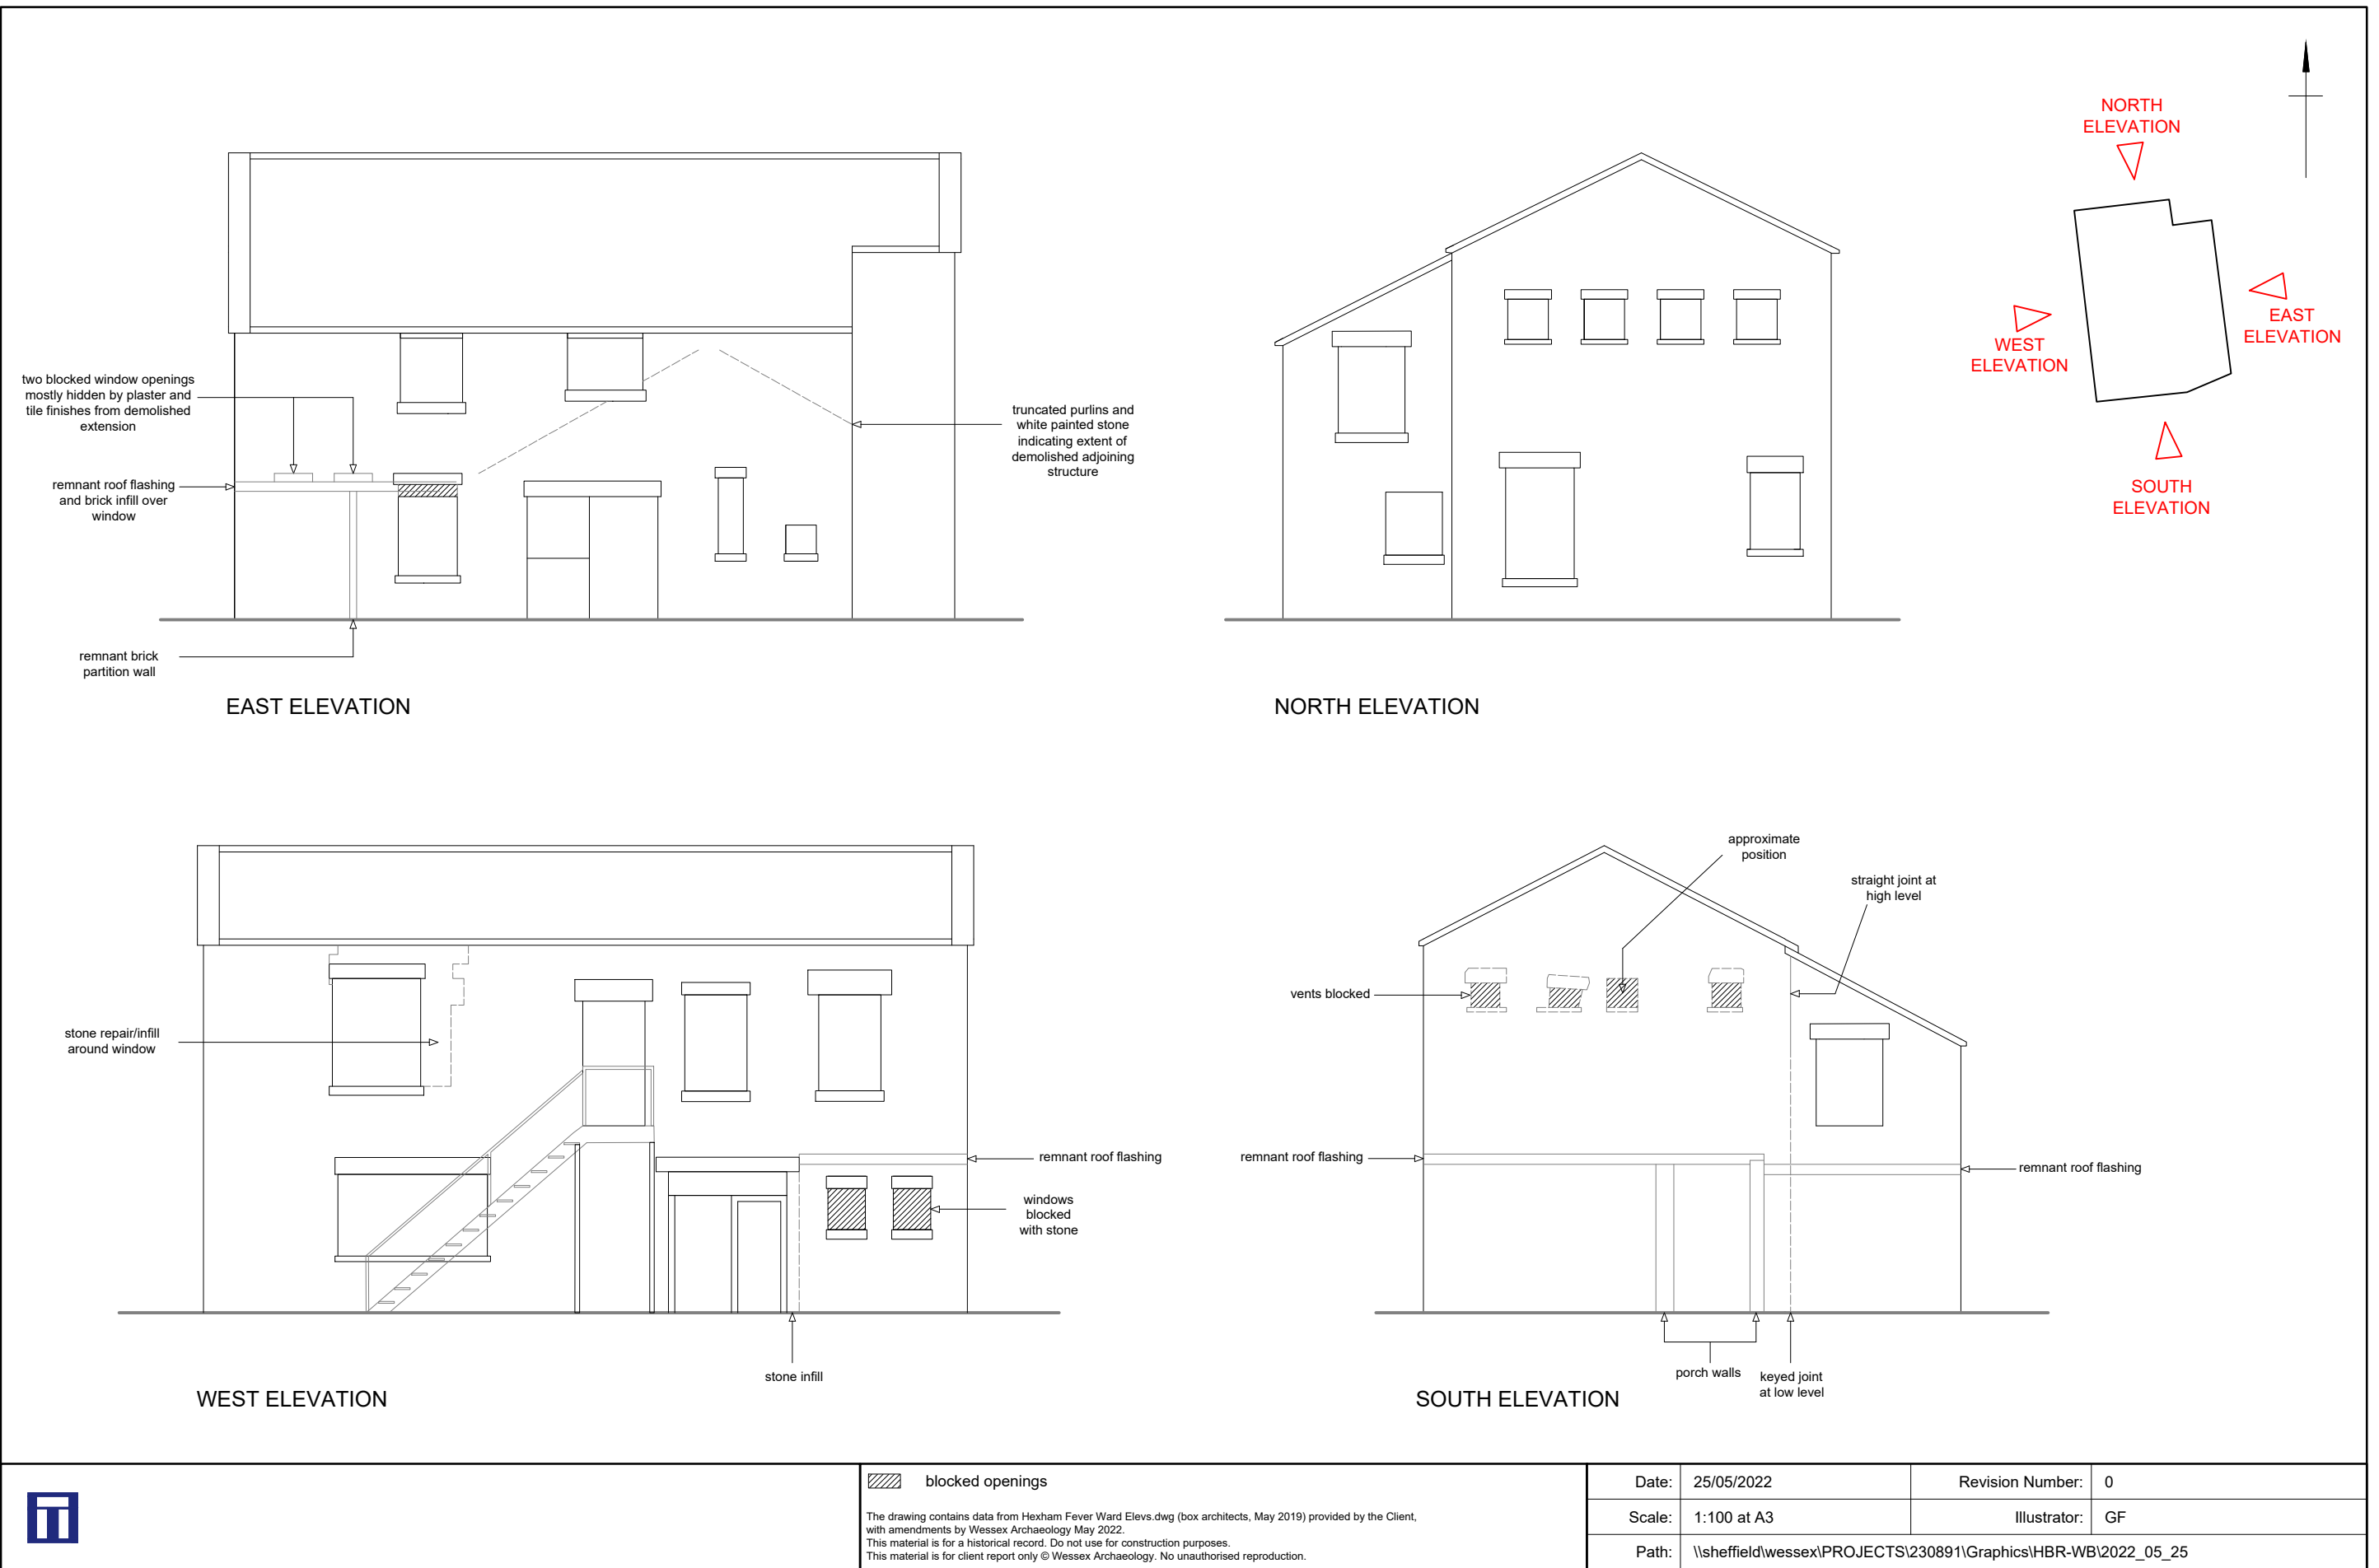 NORTH
ELEVATION
EAST
ELEVATION
WEST
ELEVATION
SOUTH
ELEVATION
two blocked window openings
mostly hidden by plaster and
tile finishes from demolished
extension
remnant roof flashing
and brick infill over
window
remnant brick
partition wall
truncated purlins and
white painted stone
indicating extent of
demolished adjoining
structure
EAST ELEVATION
NORTH ELEVATION
stone repair/infill
around window
remnant roof flashing
windows
blocked
with stone
stone infill
WEST ELEVATION
approximate
position
straight joint at
high level
vents blocked
remnant roof flashing
remnant roof flashing
porch walls
keyed joint
at low level
SOUTH ELEVATION
blocked openings
The drawing contains data from Hexham Fever Ward Elevs.dwg (box architects, May 2019) provided by the Client,
with amendments by Wessex Archaeology May 2022.
This material is for a historical record. Do not use for construction purposes.
This material is for client report only © Wessex Archaeology. No unauthorised reproduction.
Date: 25/05/2022 Revision Number: 0
Scale: 1:100 at A3 Illustrator: GF
Path: \\sheffield\wessex\PROJECTS\230891\Graphics\HBR-WB\2022_05_25